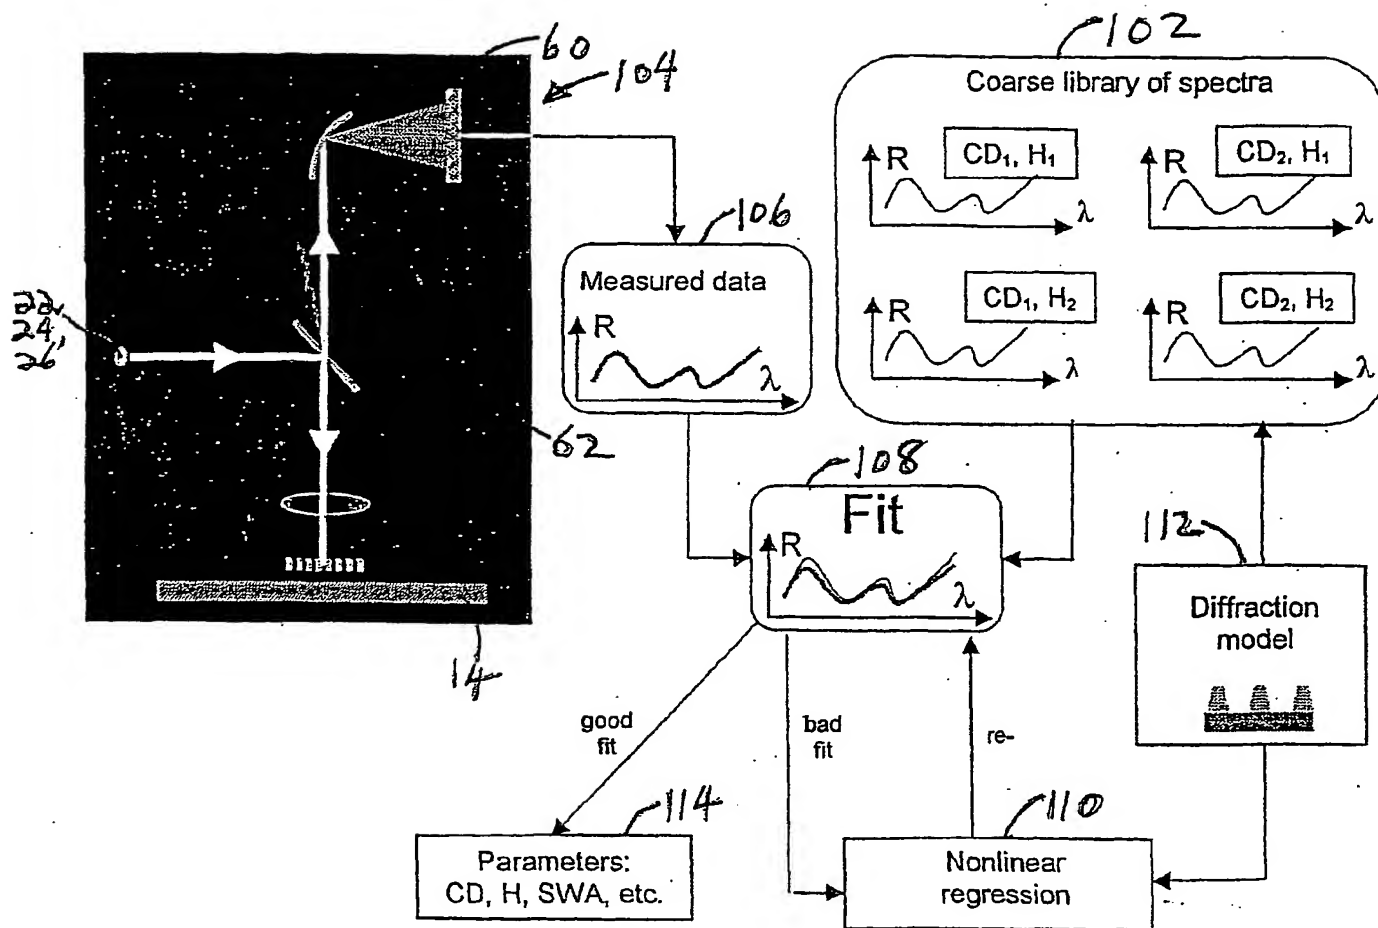 60
104
102
Coarse library of spectra
R
CD₁, H₁
λ
R
CD₂, H₁
λ
R
CD₁, H₂
λ
R
CD₂, H₂
λ
106
Measured data
R
λ
22,
24,
26'
62
14
108
Fit
R
λ
112
Diffraction
model
good
fit
bad
fit
re-
114
Parameters:
CD, H, SWA, etc.
110
Nonlinear
regression